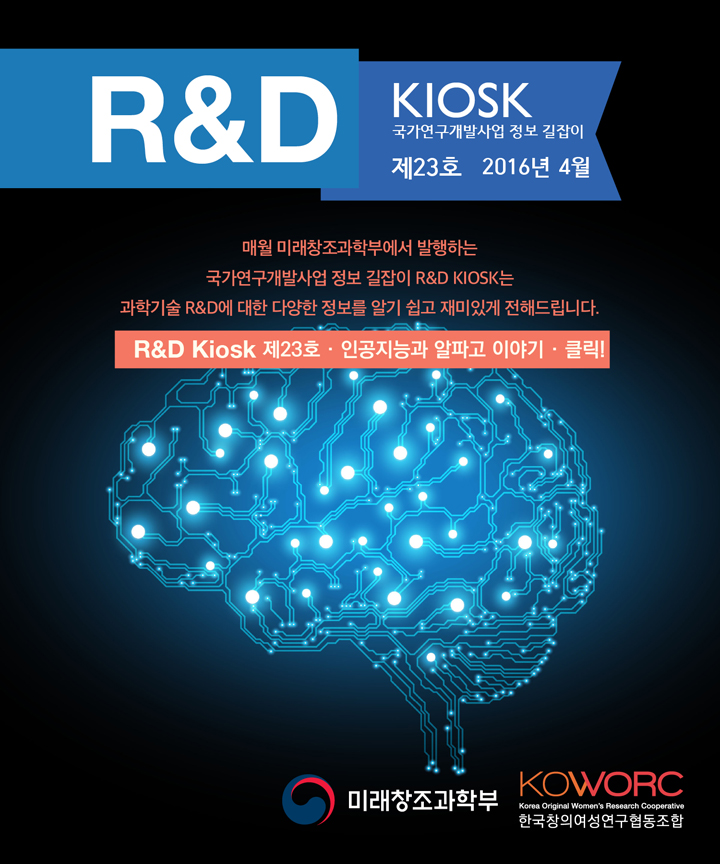 R&D
KIOSK
국가연구개발사업 정보 길잡이
제23호 2016년 4월
매월 미래창조과학부에서 발행하는
국가연구개발사업 정보 길잡이 R&D KIOSK는
과학기술 R&D에 대한 다양한 정보를 알기 쉽고 재미있게 전해드립니다.
R&D Kiosk 제23호 · 인공지능과 알파고 이야기 · 클릭!
미래창조과학부
KOWORC
Korea Original Women's Research Cooperative
한국창의여성연구협동조합